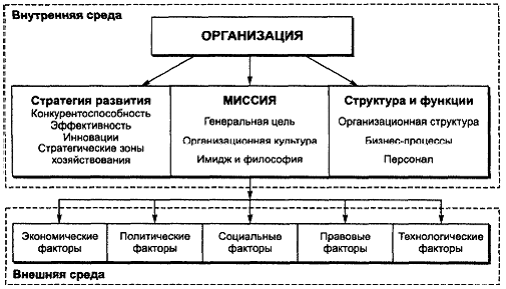 Внутренняя среда
ОРГАНИЗАЦИЯ
Стратегия развития
Конкурентоспособность
Эффективность
Инновации
Стратегические зоны
хозяйствования
МИССИЯ
Генеральная цель
Организационная культура
Имидж и философия
Структура и функции
Организационная структура
Бизнес-процессы
Персонал
Экономические
факторы
Политические
факторы
Социальные
факторы
Правовые
факторы
Технологические
факторы
Внешняя среда